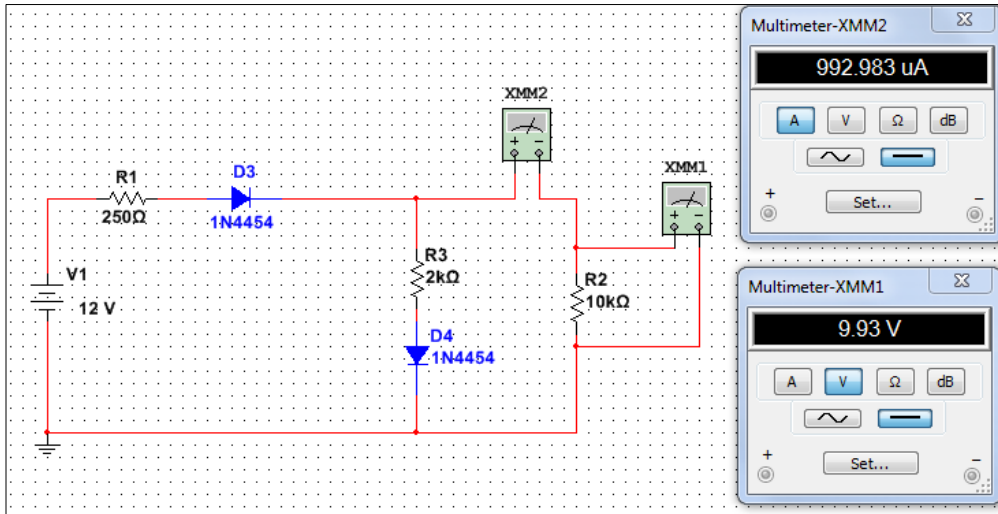 Multimeter-XMM2
992.983 uA
A V Ω dB
+ Set... -
XMM2
+ -
XMM1
+ -
R1
250Ω
D3
1N4454
V1
12 V
R3
2kΩ
D4
1N4454
R2
10kΩ
Multimeter-XMM1
9.93 V
A V Ω dB
+ Set... -